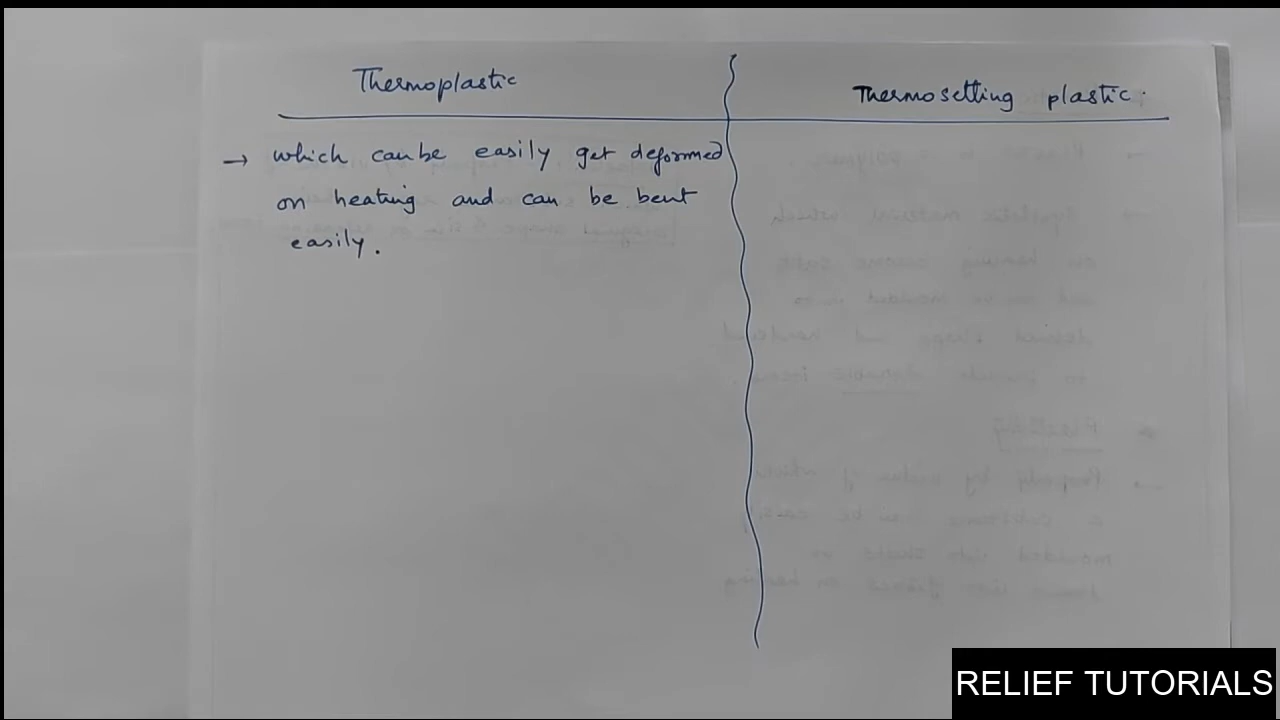 Thermoplastic
Thermosetting plastic.
→ which can be easily get deformed
on heating and can be bent
easily.
RELIEF TUTORIALS